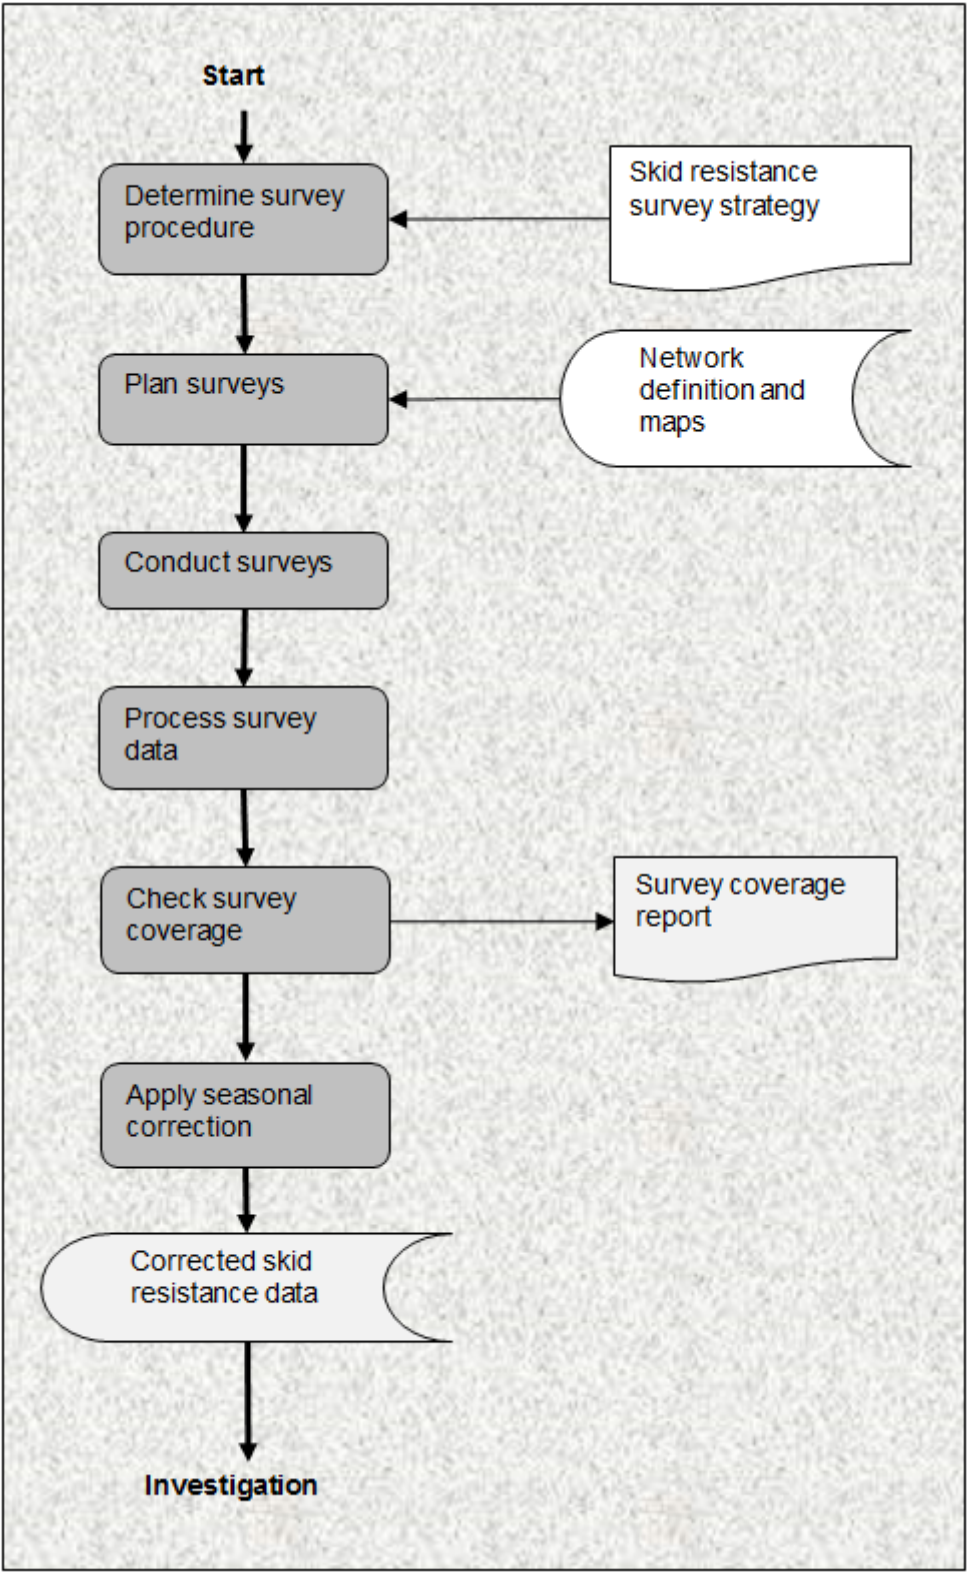 Start
Determine survey
procedure
Skid resistance
survey strategy
Plan surveys
Network
definition and
maps
Conduct surveys
Process survey
data
Check survey
coverage
Survey coverage
report
Apply seasonal
correction
Corrected skid
resistance data
Investigation